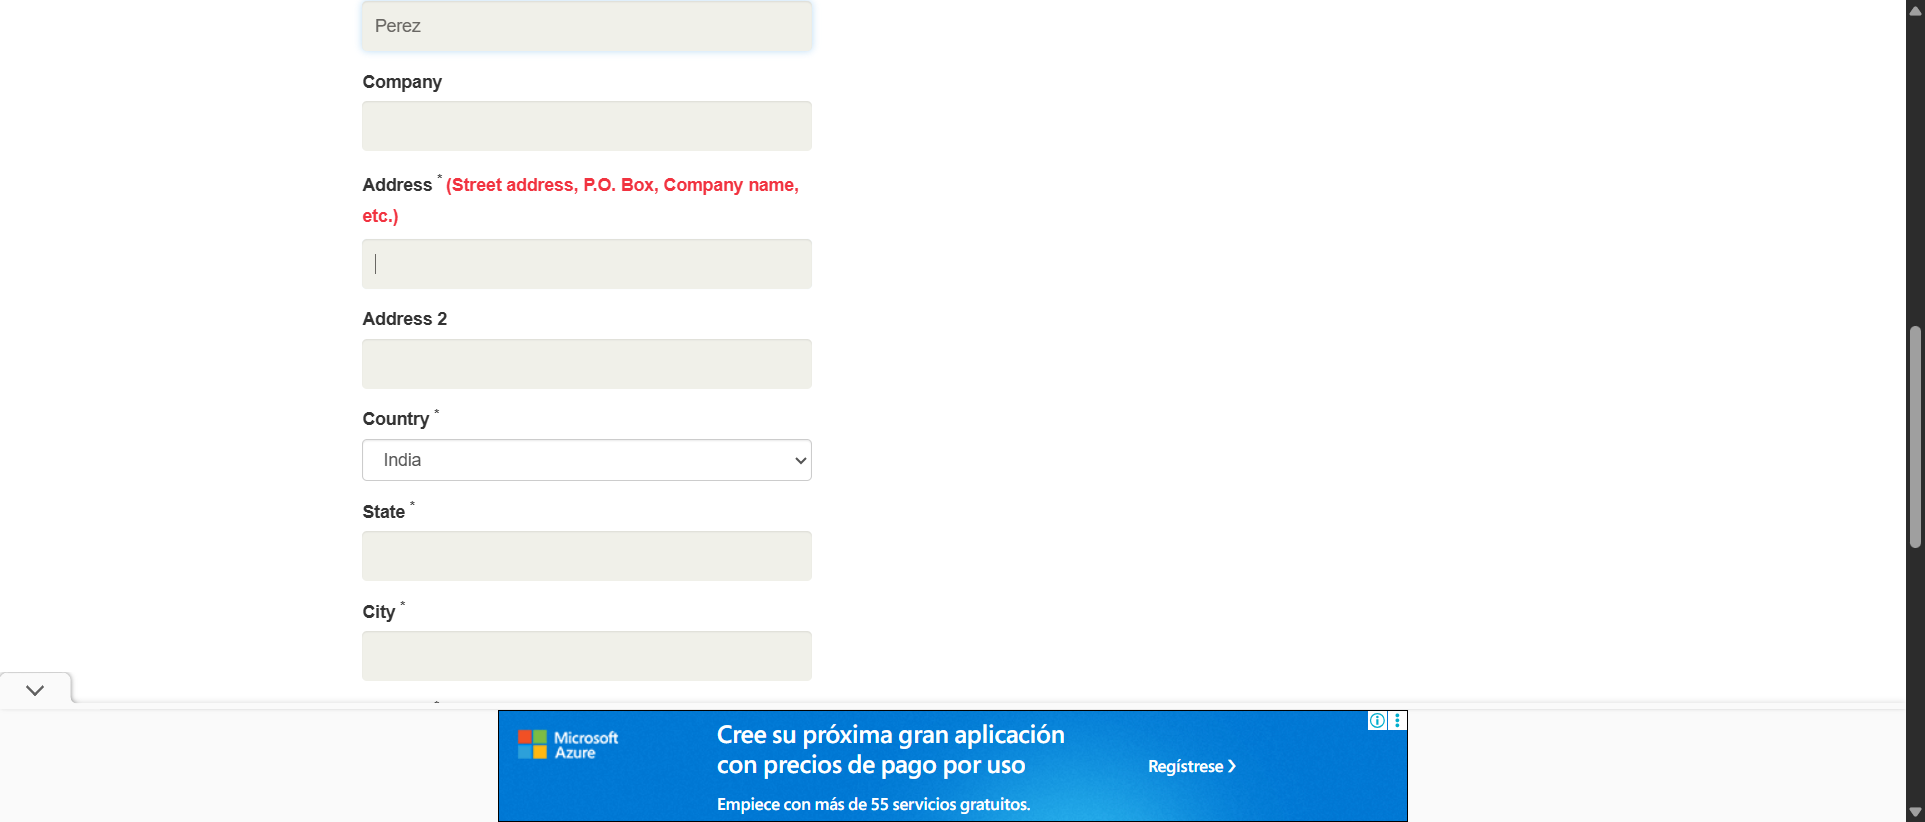 Perez
Company
Address * (Street address, P.O. Box, Company name,
etc.)
Address 2
Country *
India
State *
City *
*
Microsoft
Azure
Cree su próxima gran aplicación
con precios de pago por uso
Empiece con más de 55 servicios gratuitos.
Regístrese